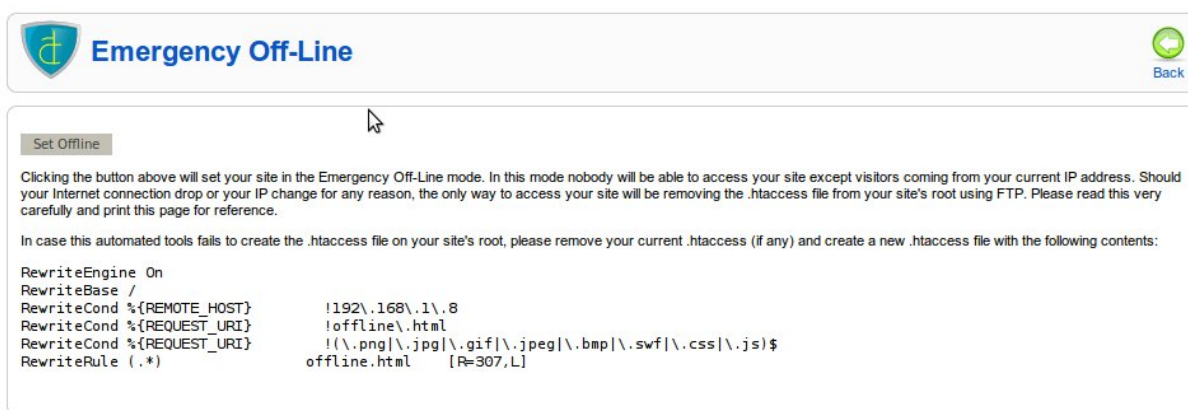 Emergency Off-Line
Back
Set Offline
Clicking the button above will set your site in the Emergency Off-Line mode. In this mode nobody will be able to access your site except visitors coming from your current IP address. Should
your Internet connection drop or your IP change for any reason, the only way to access your site will be removing the .htaccess file from your site's root using FTP. Please read this very
carefully and print this page for reference.
In case this automated tools fails to create the .htaccess file on your site's root, please remove your current .htaccess (if any) and create a new .htaccess file with the following contents:
RewriteEngine On
RewriteBase /
RewriteCond %{REMOTE_HOST} !192\.168\.1\.8
RewriteCond %{REQUEST_URI} !offline\.html
RewriteCond %{REQUEST_URI} !(\.png|\.jpg|\.gif|\.jpeg|\.bmp|\.swf|\.css|\.js)$
RewriteRule (.*) offline.html [R=307,L]